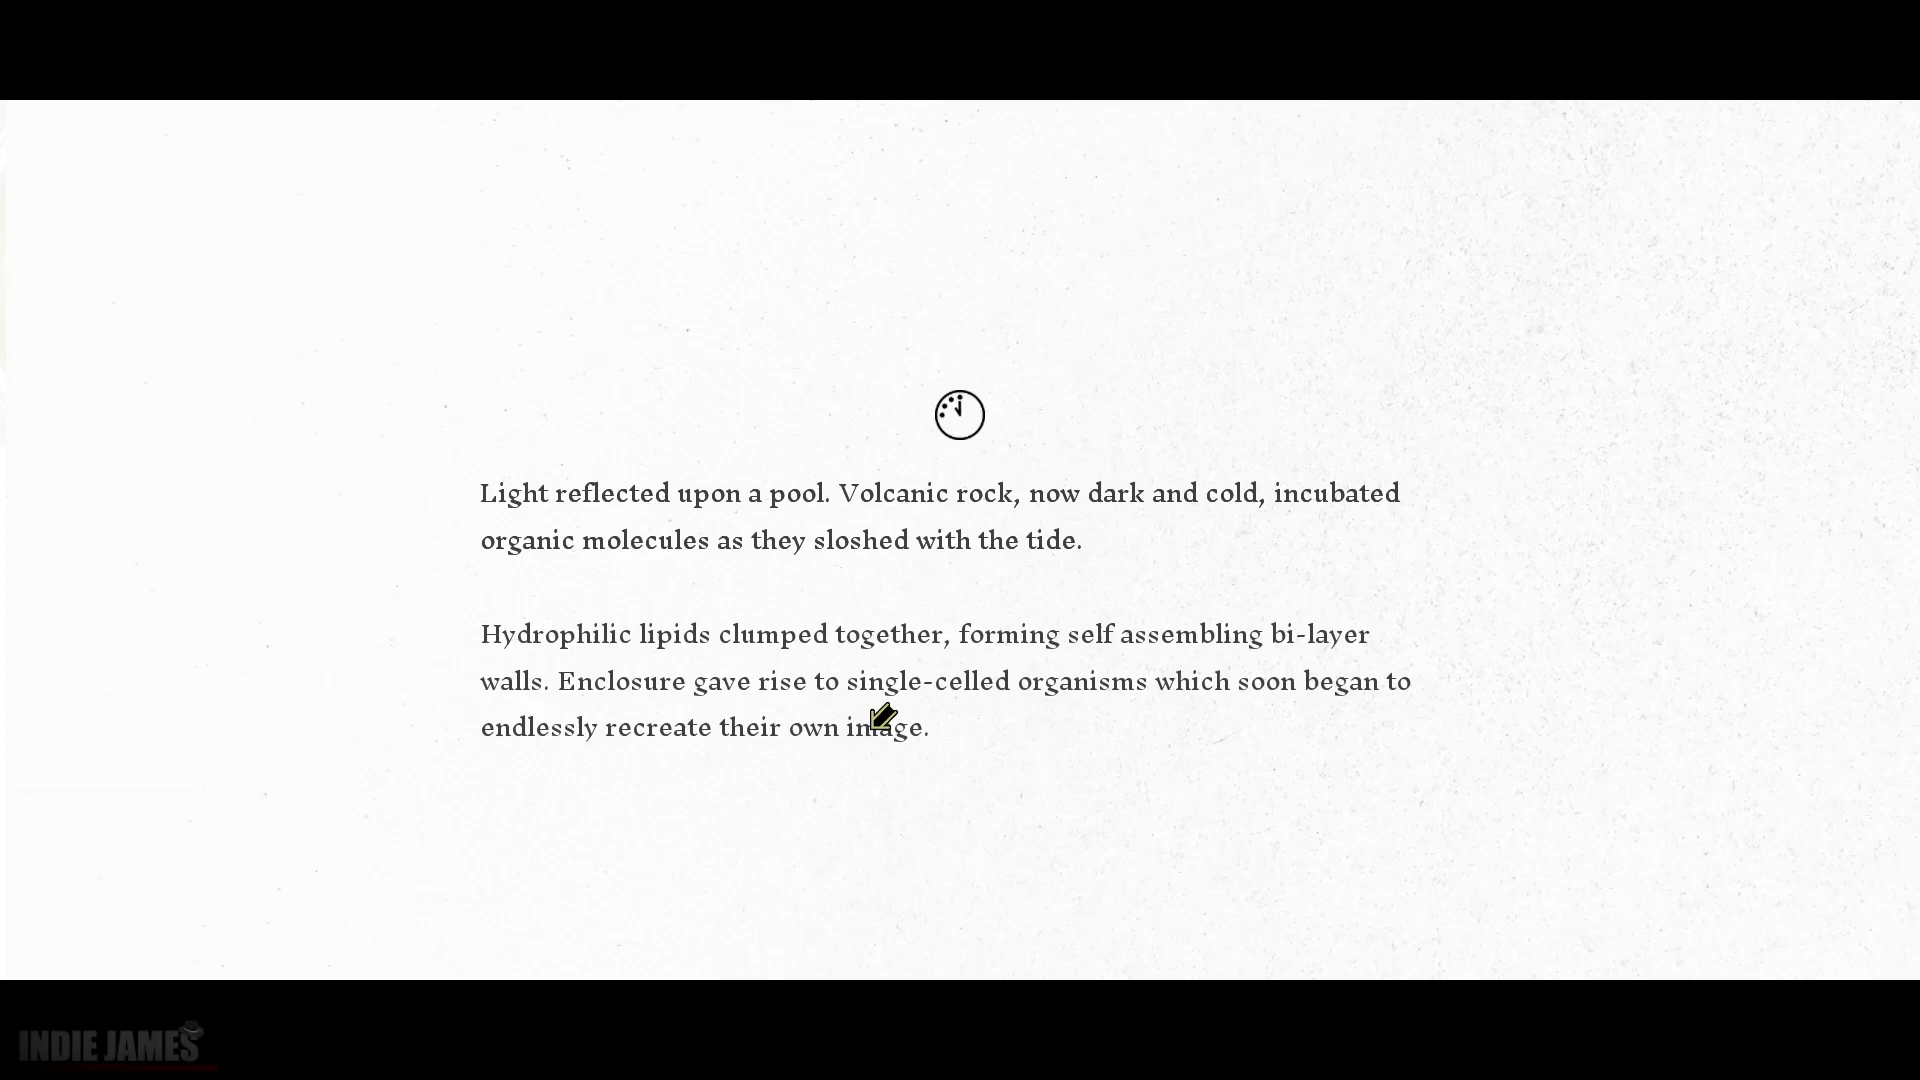 Light reflected upon a pool. Volcanic rock, now dark and cold, incubated
organic molecules as they sloshed with the tide.
Hydrophilic lipids clumped together, forming self assembling bi-layer
walls. Enclosure gave rise to single-celled organisms which soon began to
endlessly recreate their own image.
INDIE JAMES